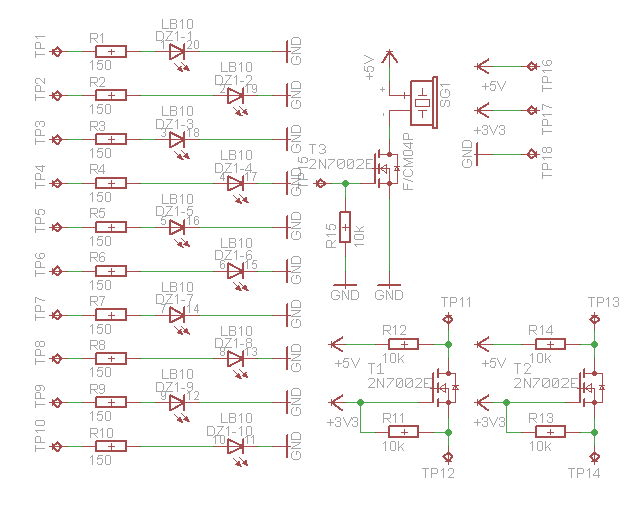 TP1
R1
150
LB10
DZ1-1
1
20
GND
TP2
R2
150
LB10
DZ1-2
2
19
GND
TP3
R3
150
LB10
DZ1-3
3
18
GND
TP4
R4
150
LB10
DZ1-4
4
17
GND
TP5
R5
150
LB10
DZ1-5
5
16
GND
TP6
R6
150
LB10
DZ1-6
6
15
GND
TP7
R7
150
LB10
DZ1-7
7
14
GND
TP8
R8
150
LB10
DZ1-8
8
13
GND
TP9
R9
150
LB10
DZ1-9
9
12
GND
TP10
R10
150
LB10
DZ1-10
10
11
GND
+5V
+
-
SG1
F/CM04P
T3
2N7002E
TP15
R15
10k
GND
GND
+5V
TP16
+3V3
TP17
GND
TP18
TP11
R12
10k
+5V
T1
2N7002E
+3V3
R11
10k
TP12
TP13
R14
10k
+5V
T2
2N7002E
+3V3
R13
10k
TP14